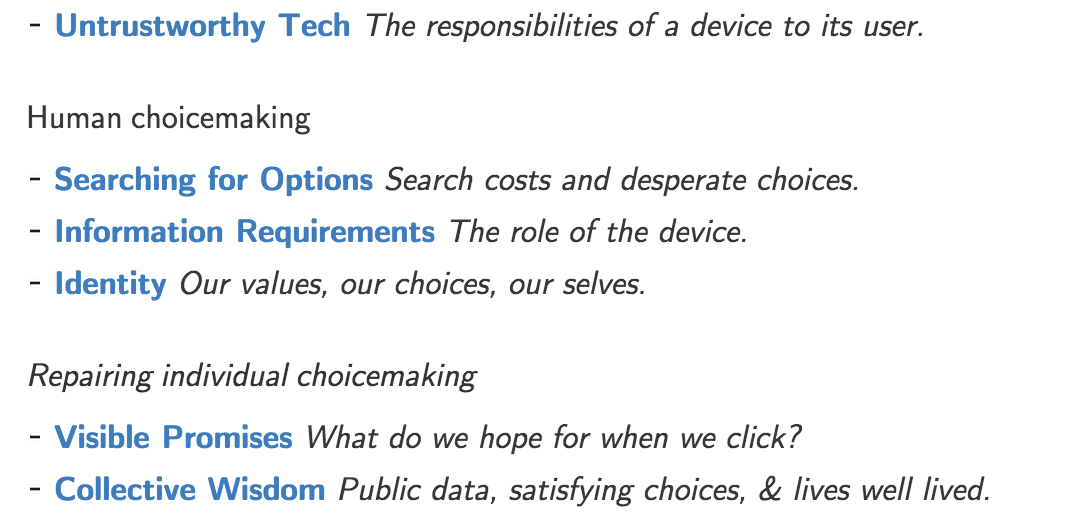 - Untrustworthy Tech The responsibilities of a device to its user.
Human choicemaking
- Searching for Options Search costs and desperate choices.
- Information Requirements The role of the device.
- Identity Our values, our choices, our selves.
Repairing individual choicemaking
- Visible Promises What do we hope for when we click?
- Collective Wisdom Public data, satisfying choices, & lives well lived.